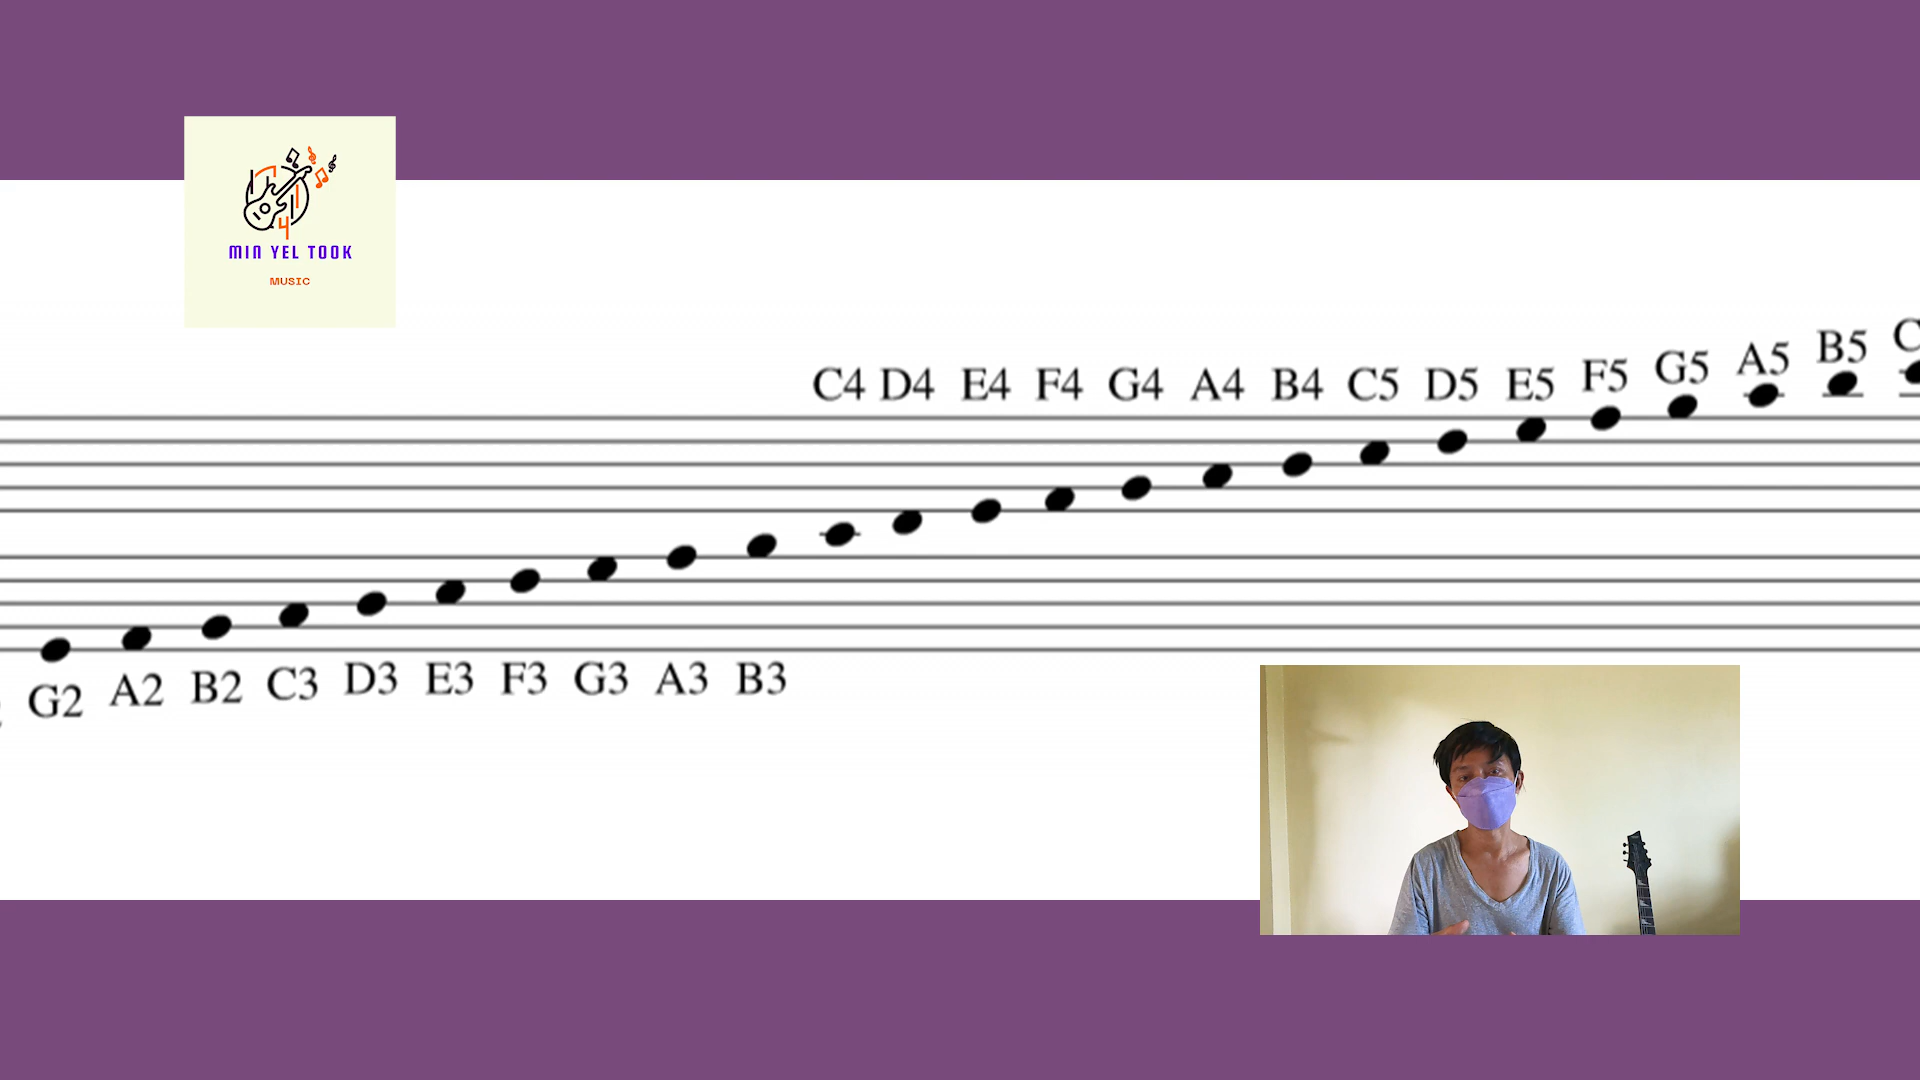 MIN YEL TOOK
MUSIC
C4 D4 E4 F4 G4 A4 B4 C5 D5 E5 F5 G5 A5 B5 C
G2 A2 B2 C3 D3 E3 F3 G3 A3 B3